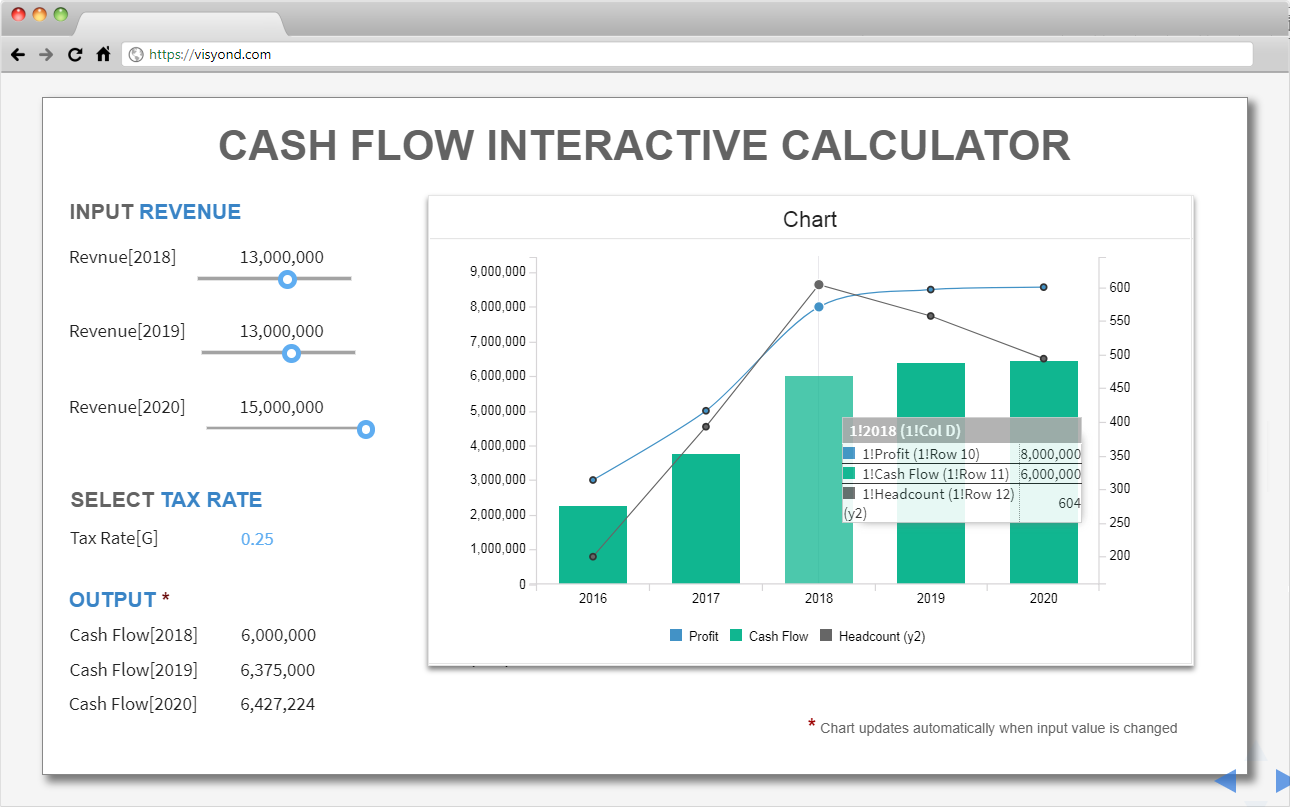 https://visyond.com
CASH FLOW INTERACTIVE CALCULATOR
INPUT REVENUE
Revnue[2018] 13,000,000
Revenue[2019] 13,000,000
Revenue[2020] 15,000,000
SELECT TAX RATE
Tax Rate[G] 0.25
OUTPUT *
Cash Flow[2018] 6,000,000
Cash Flow[2019] 6,375,000
Cash Flow[2020] 6,427,224
Chart
9,000,000
8,000,000
7,000,000
6,000,000
5,000,000
4,000,000
3,000,000
2,000,000
1,000,000
0
600
550
500
450
400
350
300
250
200
1!2018 (1!Col D)
1!Profit (1!Row 10) 8,000,000
1!Cash Flow (1!Row 11) 6,000,000
1!Headcount (1!Row 12)
(y2) 604
2016 2017 2018 2019 2020
Profit Cash Flow Headcount (y2)
* Chart updates automatically when input value is changed